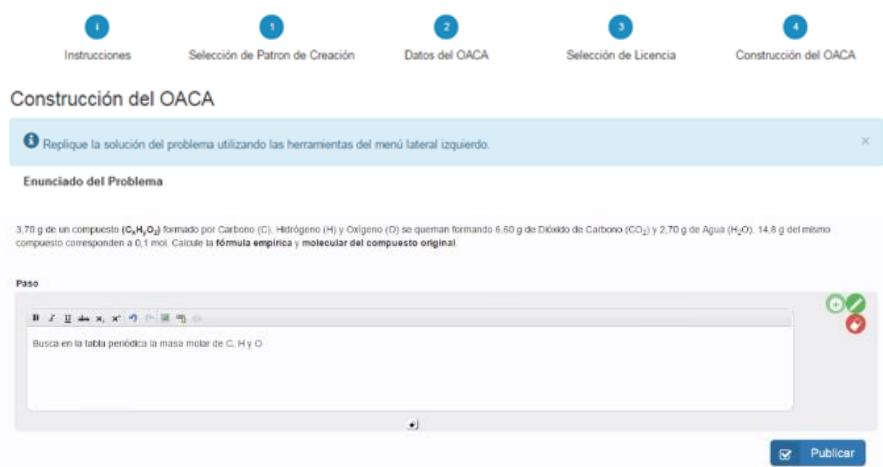 i 1 2 3 4
Instrucciones Selección de Patron de Creación Datos del OACA Selección de Licencia Construcción del OACA
Construcción del OACA
Replique la solución del problema utilizando las herramientas del menú lateral izquierdo.
Enunciado del Problema
3,70 g de un compuesto (CxHyOz) formado por Carbono (C), Hidrógeno (H) y Oxígeno (O) se queman formando 6,60 g de Dióxido de Carbono (CO2) y 2,70 g de Agua (H2O). 14,8 g del mismo
compuesto corresponden a 0,1 mol. Calcule la fórmula empírica y molecular del compuesto original.
Paso
B I U abc x, x²
Busca en la tabla periódica la masa molar de C, H y O
Publicar